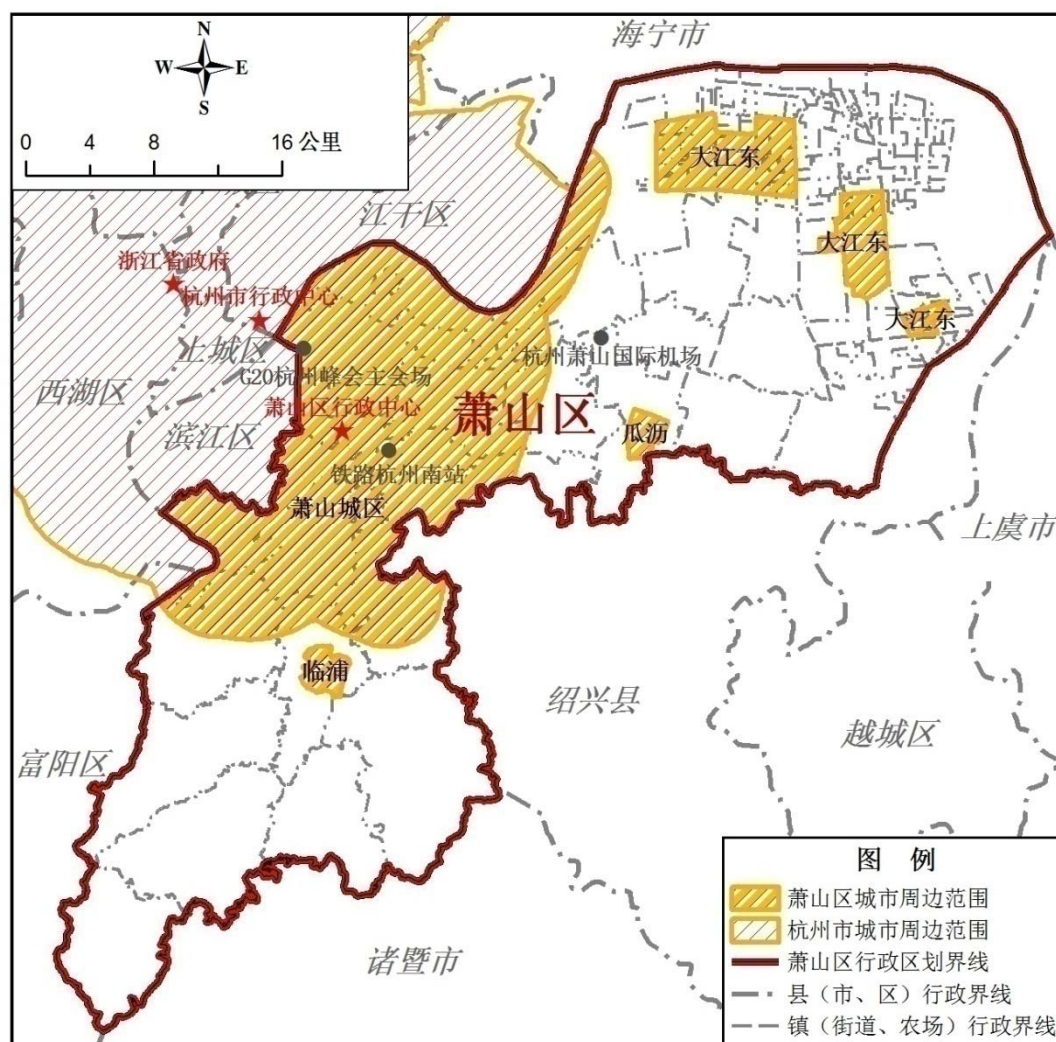 海宁市
N
W E
S
0 4 8 16 公里
大江东
江干区
浙江省政府
大江东
杭州市行政中心
大江东
上城区
杭州萧山国际机场
G20杭州峰会主会场
西湖区
萧山区行政中心
萧山区
滨江区
瓜沥
铁路杭州南站
萧山城区
上虞市
临浦
绍兴县
越城区
富阳区
诸暨市
图 例
萧山区城市周边范围
杭州市城市周边范围
萧山区行政区划界线
县（市、区）行政界线
镇（街道、农场）行政界线